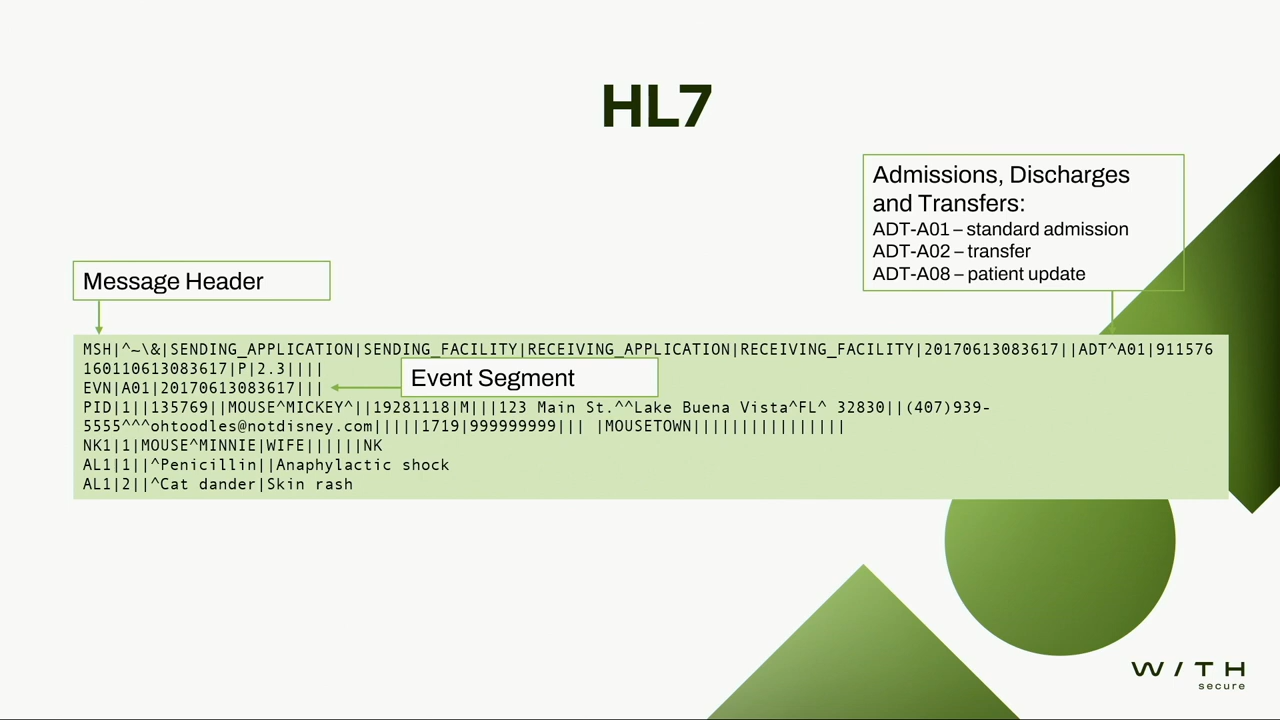 HL7
Admissions, Discharges
and Transfers:
ADT-A01 – standard admission
ADT-A02 – transfer
ADT-A08 – patient update
Message Header
MSH|^~\&|SENDING_APPLICATION|SENDING_FACILITY|RECEIVING_APPLICATION|RECEIVING_FACILITY|20170613083617||ADT^A01|911576
160110613083617|P|2.3||||
Event Segment
EVN|A01|20170613083617|||
PID|1||135769||MOUSE^MICKEY^||19281118|M|||123 Main St.^^Lake Buena Vista^FL^ 32830||(407)939-
5555^^^ohtoodles@notdisney.com|||||1719|999999999||| |MOUSETOWN||||||||||||||||
NK1|1|MOUSE^MINNIE|WIFE||||||NK
AL1|1||^Penicillin||Anaphylactic shock
AL1|2||^Cat dander|Skin rash
W / T H
secure